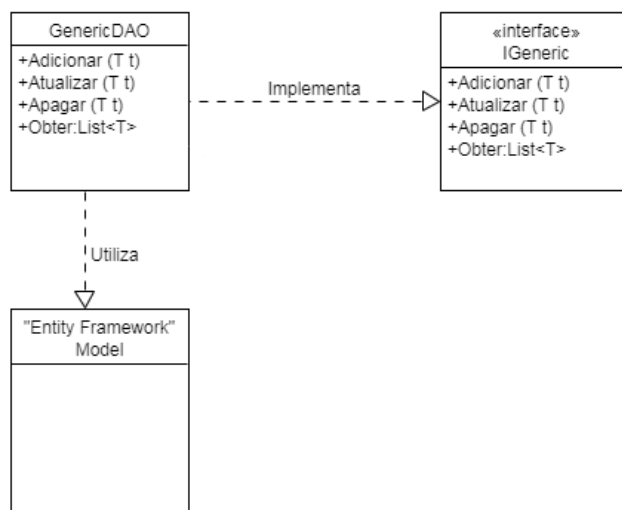 GenericDAO
+Adicionar (T t)
+Atualizar (T t)
+Apagar (T t)
+Obter:List<T>
Implementa
«interface»
IGeneric
+Adicionar (T t)
+Atualizar (T t)
+Apagar (T t)
+Obter:List<T>
Utiliza
"Entity Framework"
Model